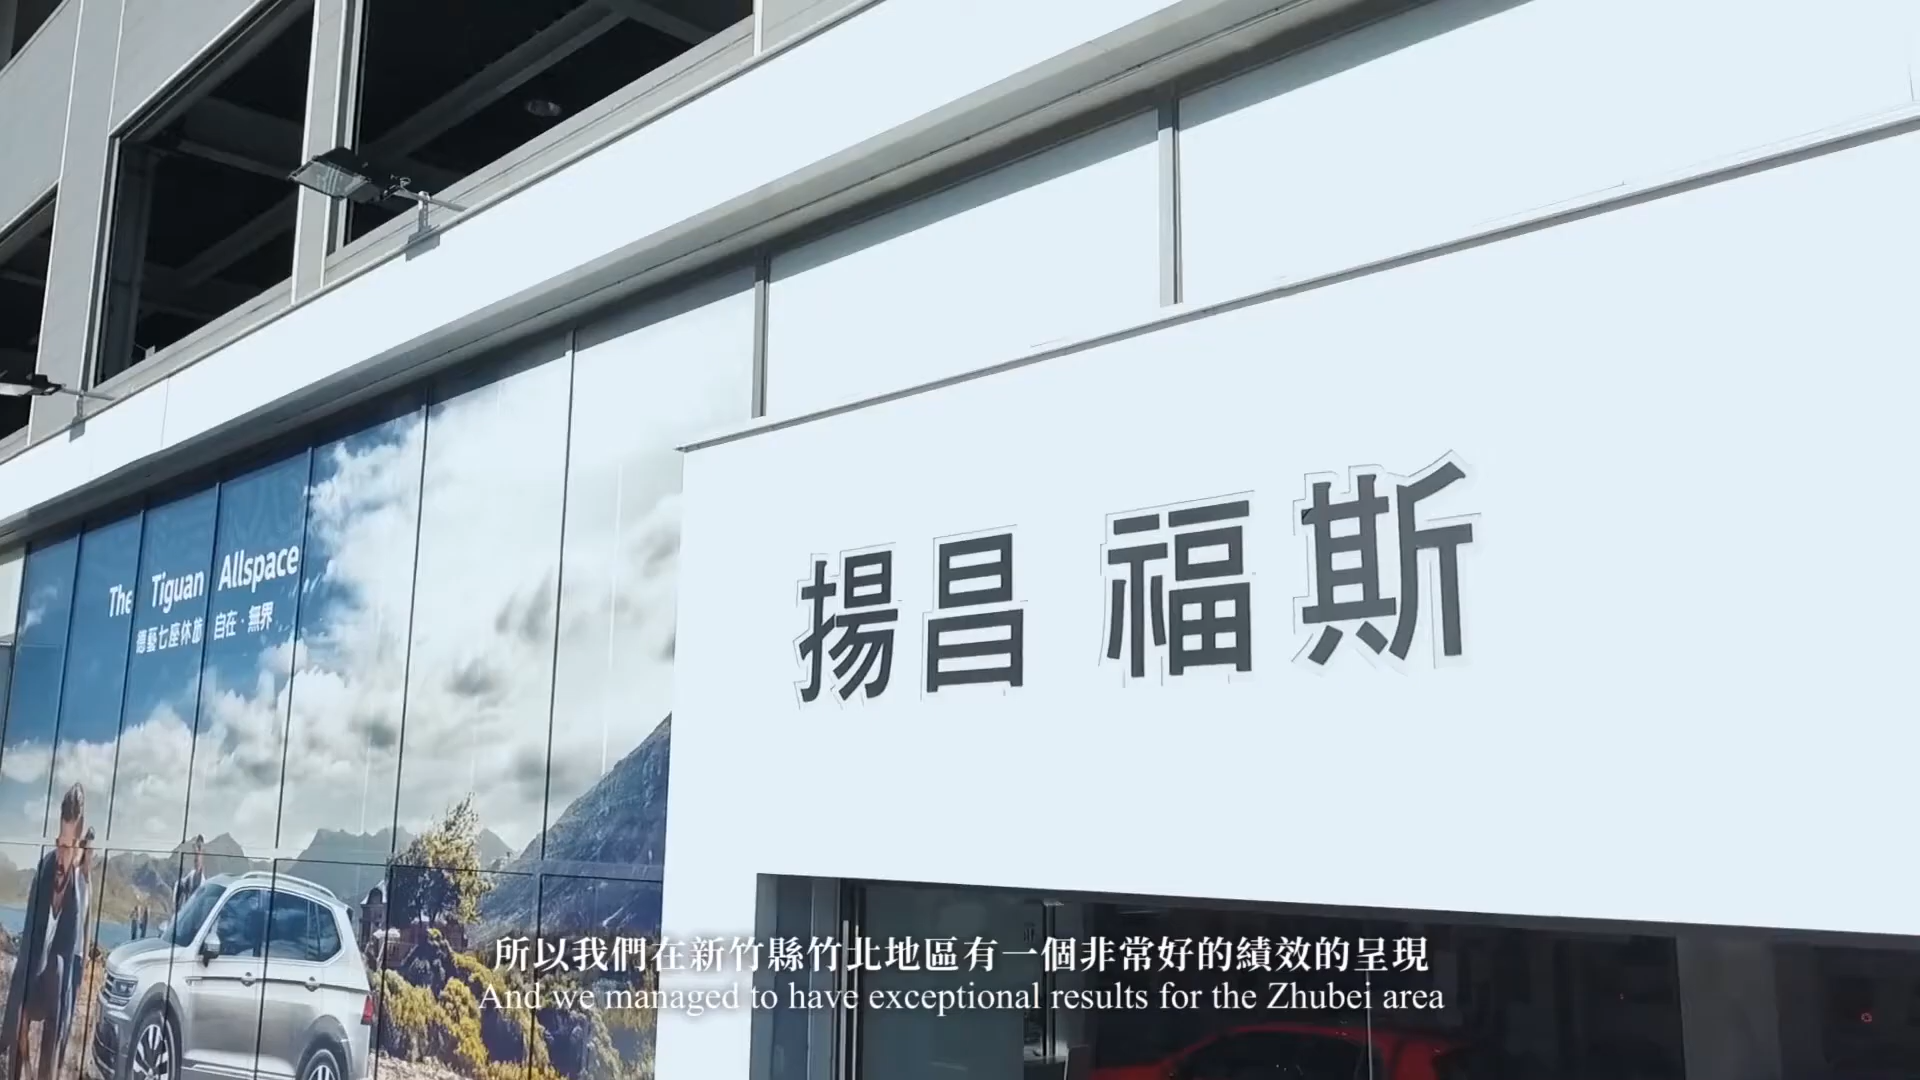 The Tiguan Allspace
德藝七座休旅 自在·無界
揚昌 福斯
所以我們在新竹縣竹北地區有一個非常好的績效的呈現
And we managed to have exceptional results for the Zhubei area